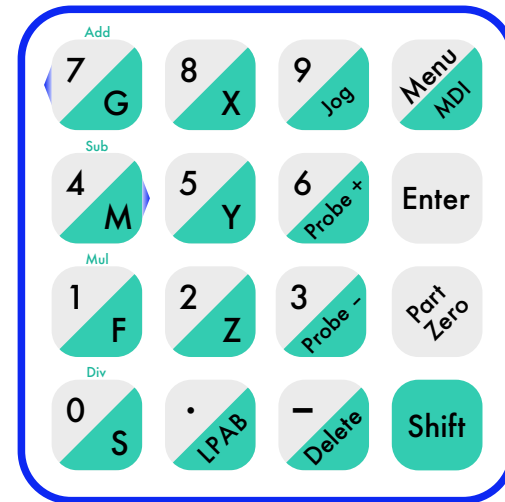 Add
7 G
8 X
9 Jog
Menu MDI
Sub
4 M
5 Y
6 Probe +
Enter
Mul
1 F
2 Z
3 Probe -
Part Zero
Div
0 S
. LPAB
- Delete
Shift